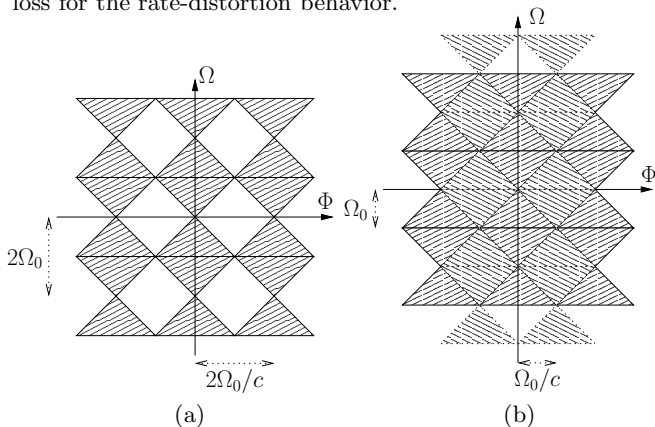 loss for the rate-distortion behavior.
Ω
Φ
2Ω₀
2Ω₀/c
(a)
Ω
Φ
Ω₀
Ω₀/c
(b)